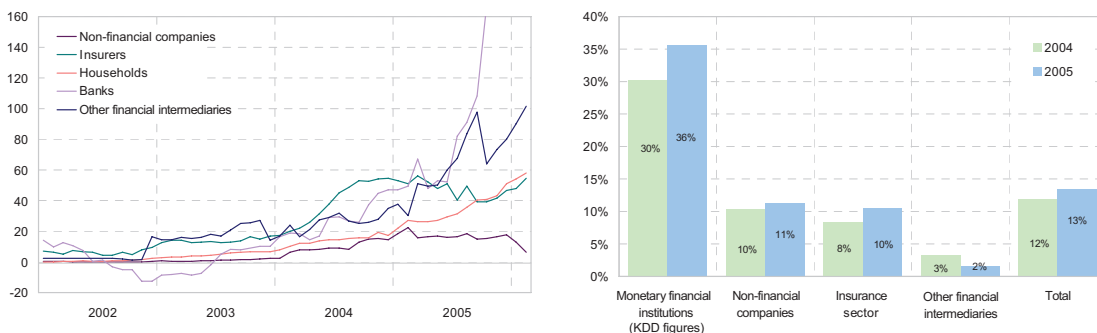 160
140
120
100
80
60
40
20
0
-20
Non-financial companies
Insurers
Households
Banks
Other financial intermediaries
2002
2003
2004
2005
40%
35%
30%
25%
20%
15%
10%
5%
0%
2004
2005
30%
36%
10%
11%
8%
10%
3%
2%
12%
13%
Monetary financial
institutions
(KDD figures)
Non-financial
companies
Insurance
sector
Other financial
intermediaries
Total